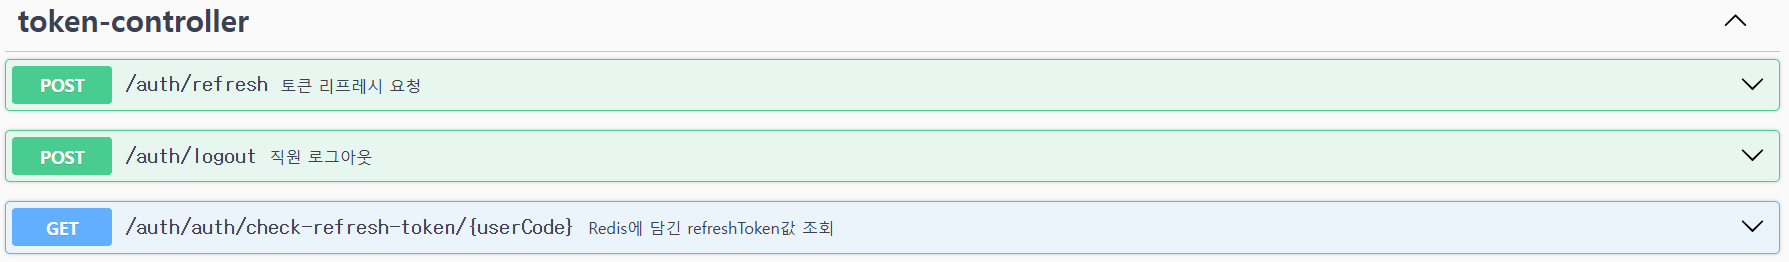 token-controller
POST /auth/refresh 토큰 리프레시 요청
POST /auth/logout 직원 로그아웃
GET /auth/auth/check-refresh-token/{userCode} Redis에 담긴 refreshToken값 조회